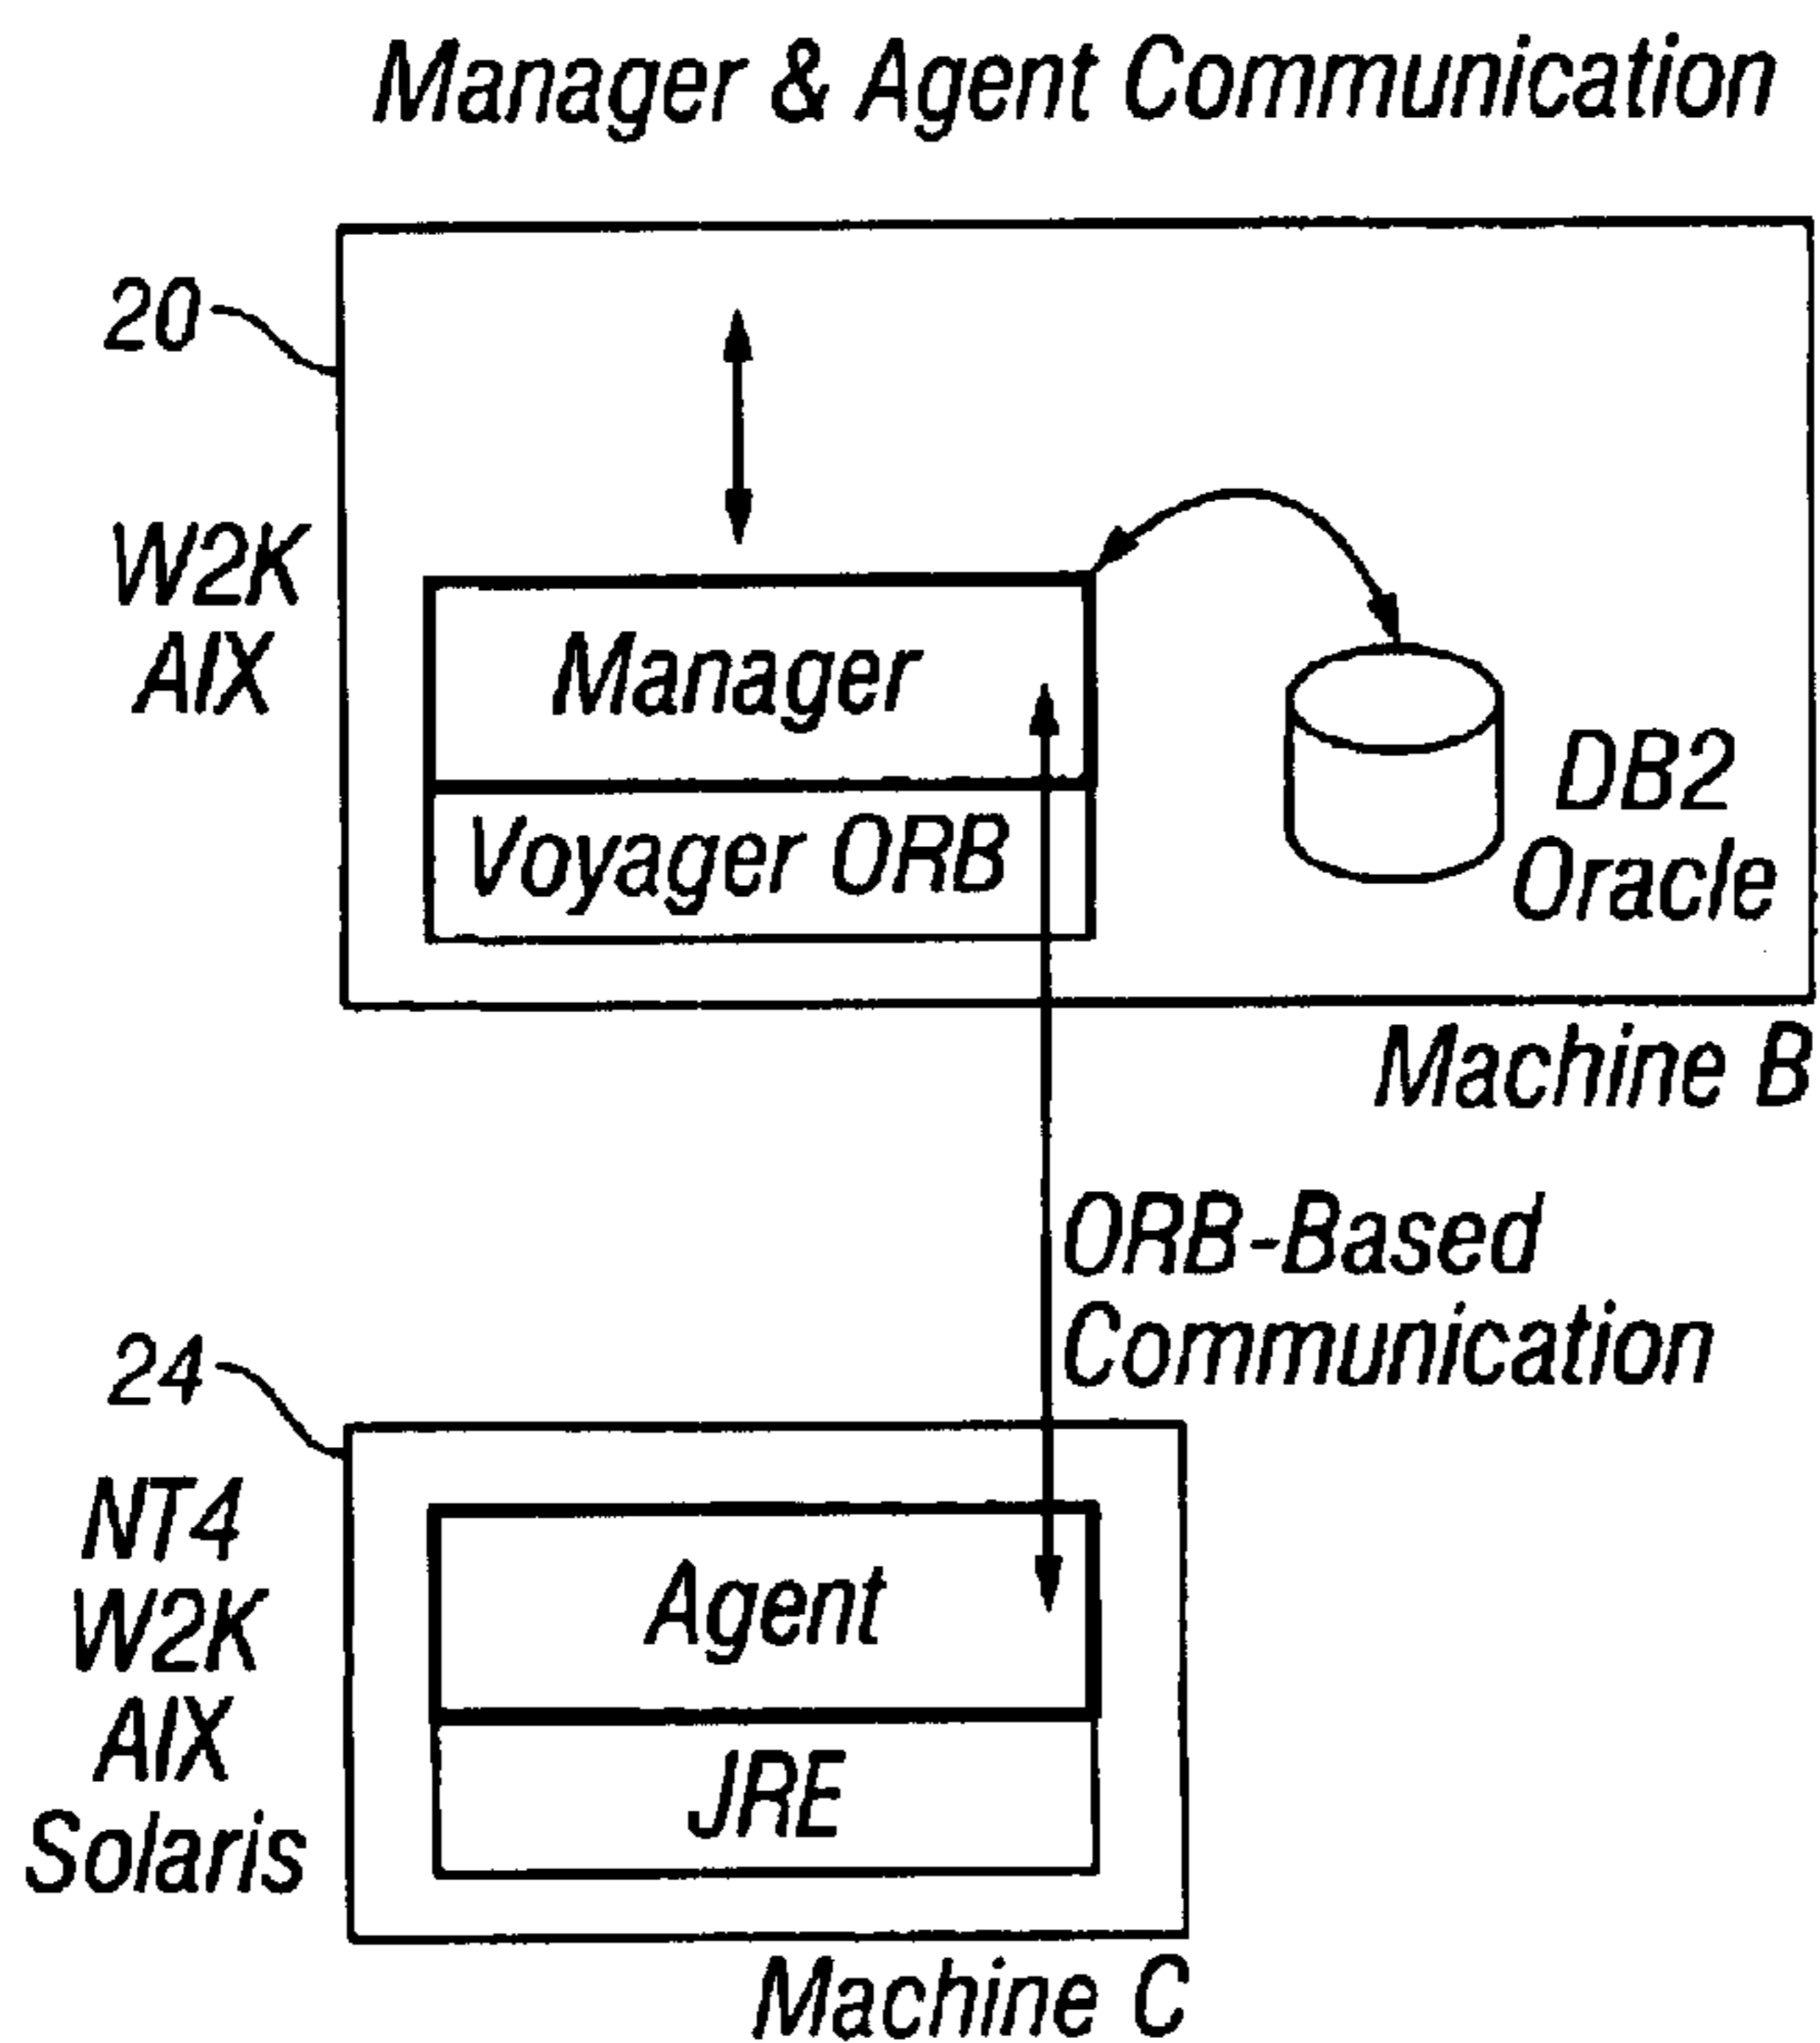 Manager & Agent Communication
20
W2K
AIX
Manager
Voyager ORB
DB2
Oracle
Machine B
ORB-Based
Communication
24
NT4
W2K
AIX
Solaris
Agent
JRE
Machine C